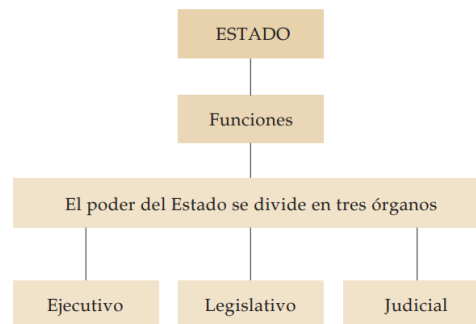 ESTADO
Funciones
El poder del Estado se divide en tres órganos
Ejecutivo
Legislativo
Judicial